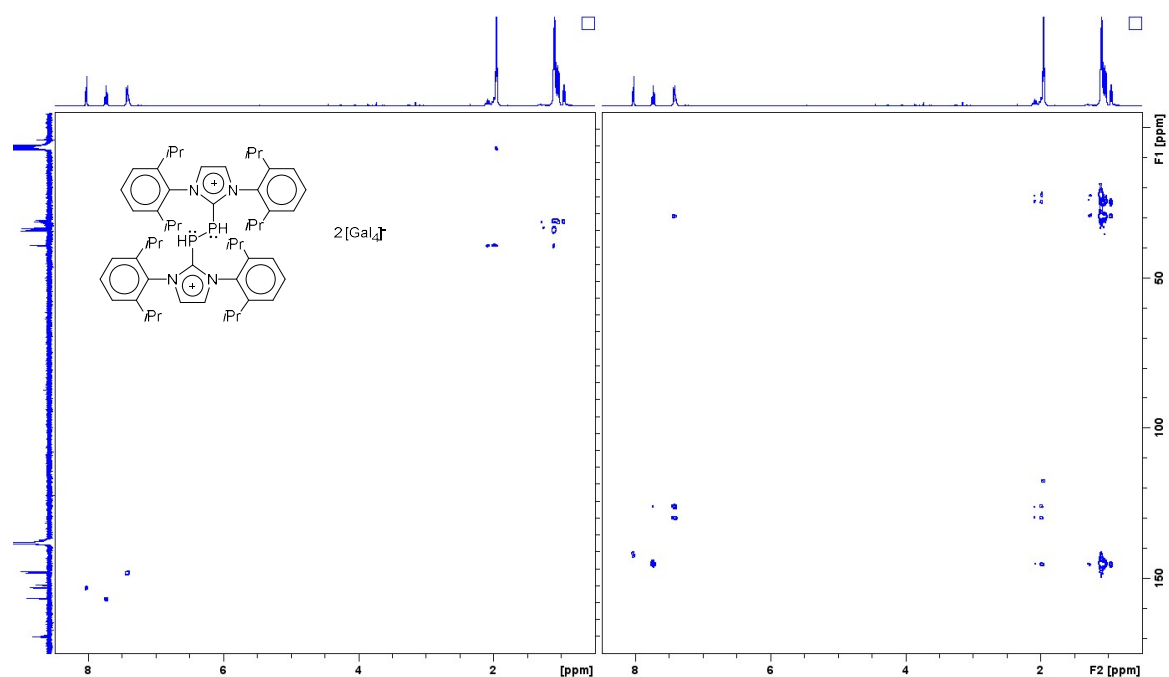 iPr iPr
+
N N
iPr PH iPr
2 [GaI4]-
HP
iPr iPr
N N
+
iPr iPr
F1 [ppm]
50
100
150
8 6 4 2 [ppm]
8 6 4 2 F2 [ppm]